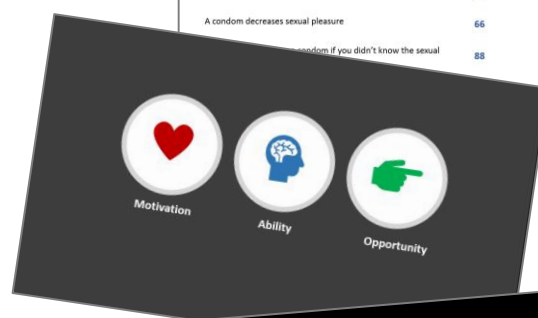 A condom decreases sexual pleasure 66
condom if you didn't know the sexual 88
Motivation
Ability
Opportunity